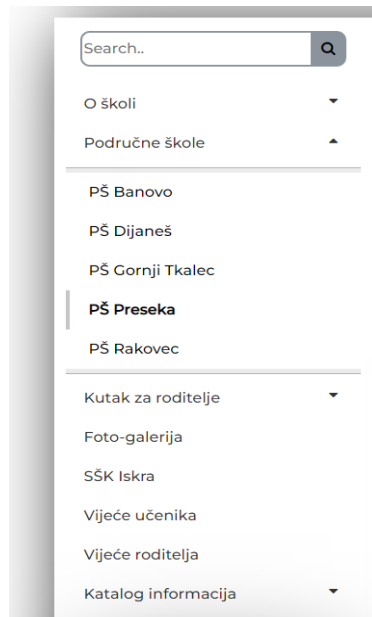 Search..
O školi
Područne škole
PŠ Banovo
PŠ Dijaneš
PŠ Gornji Tkalec
PŠ Preseka
PŠ Rakovec
Kutak za roditelje
Foto-galerija
SŠK Iskra
Vijeće učenika
Vijeće roditelja
Katalog informacija